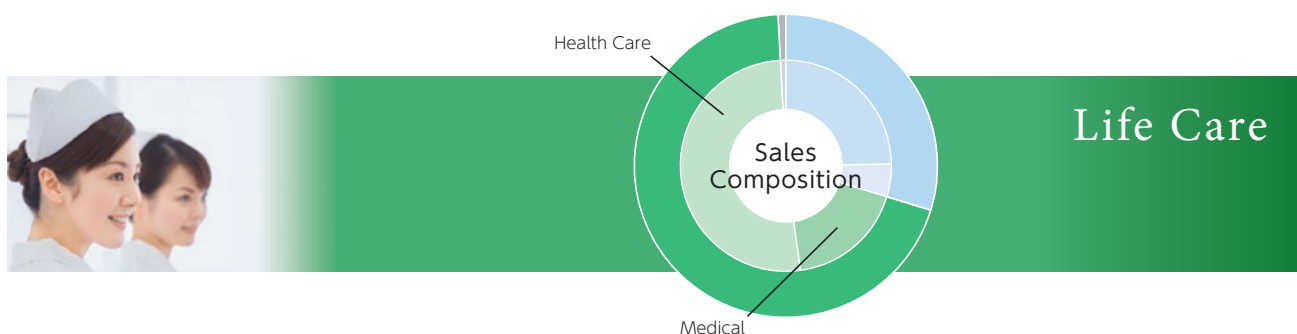 Health Care
Life Care
Sales
Composition
Medical